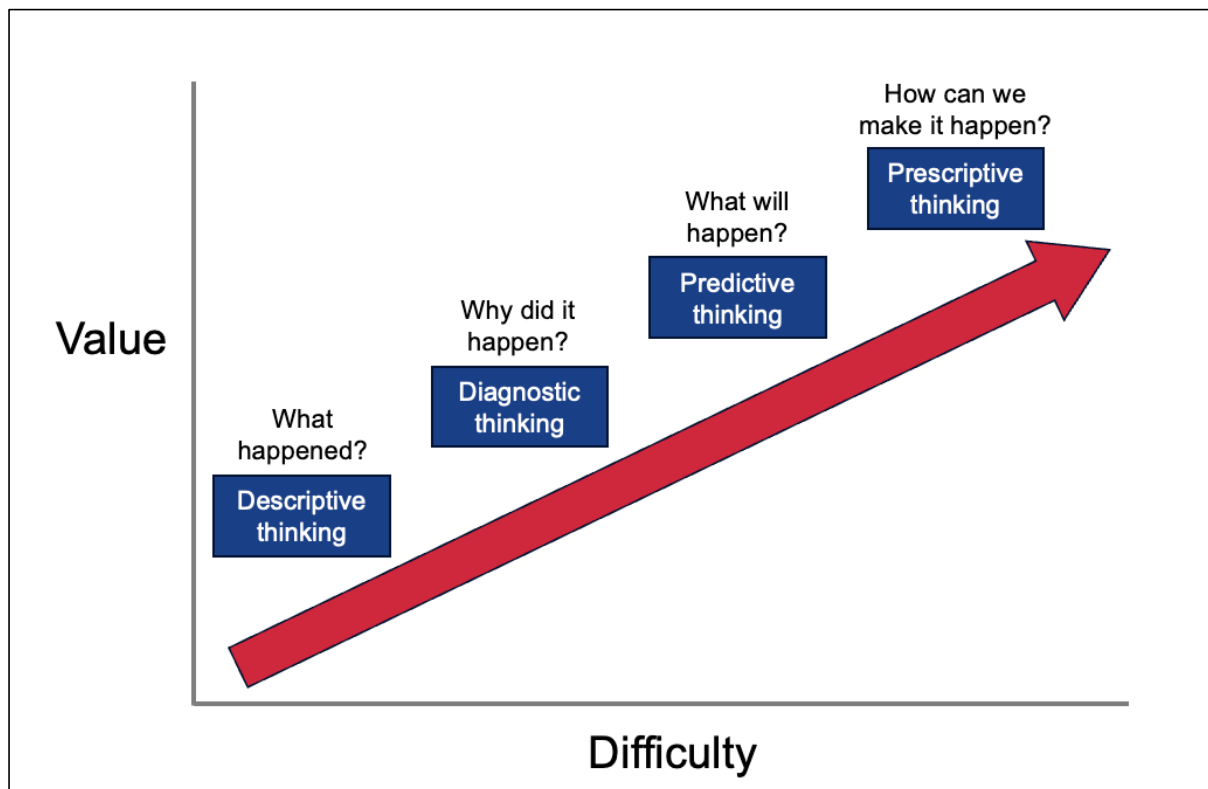 How can we
make it happen?
Prescriptive
thinking
What will
happen?
Predictive
thinking
Why did it
happen?
Diagnostic
thinking
What
happened?
Descriptive
thinking
Value
Difficulty